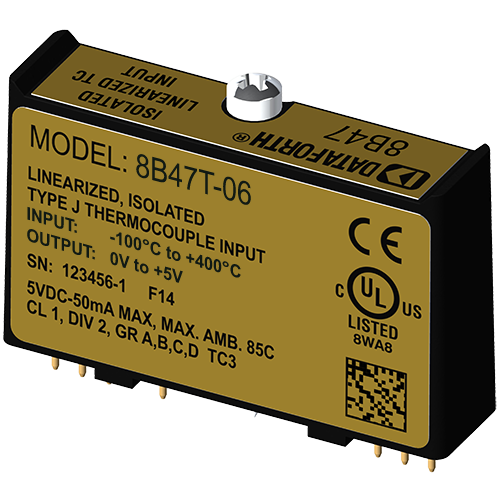 ISOLATED
LINEARIZED TC
INPUT
DATAFORTH®
8B47
MODEL: 8B47T-06
LINEARIZED, ISOLATED
TYPE J THERMOCOUPLE INPUT
INPUT: -100°C to +400°C
OUTPUT: 0V to +5V
SN: 123456-1 F14
5VDC-50mA MAX, MAX. AMB. 85C
CL 1, DIV 2, GR A,B,C,D TC3
CE
C UL US
®
LISTED
8WA8